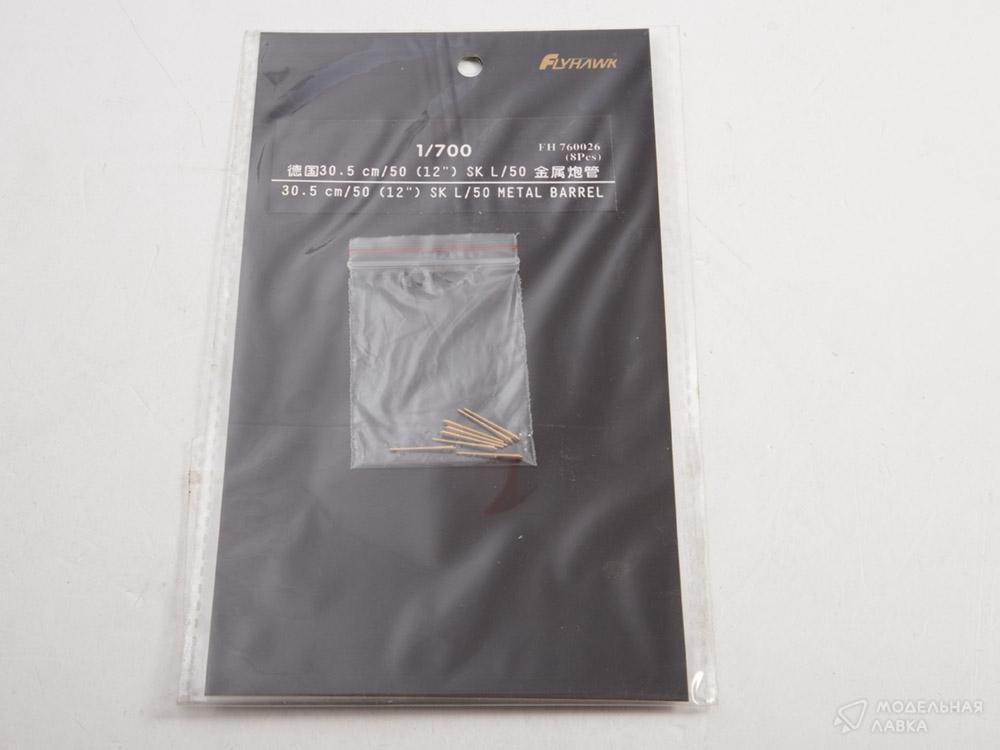 FLYHAWK
1/700
FH 760026
(8Pcs)
德国30.5 cm/50 (12") SK L/50 金属炮管
30.5 cm/50 (12") SK L/50 METAL BARREL
МОДЕЛЬНАЯ
ЛАВКА